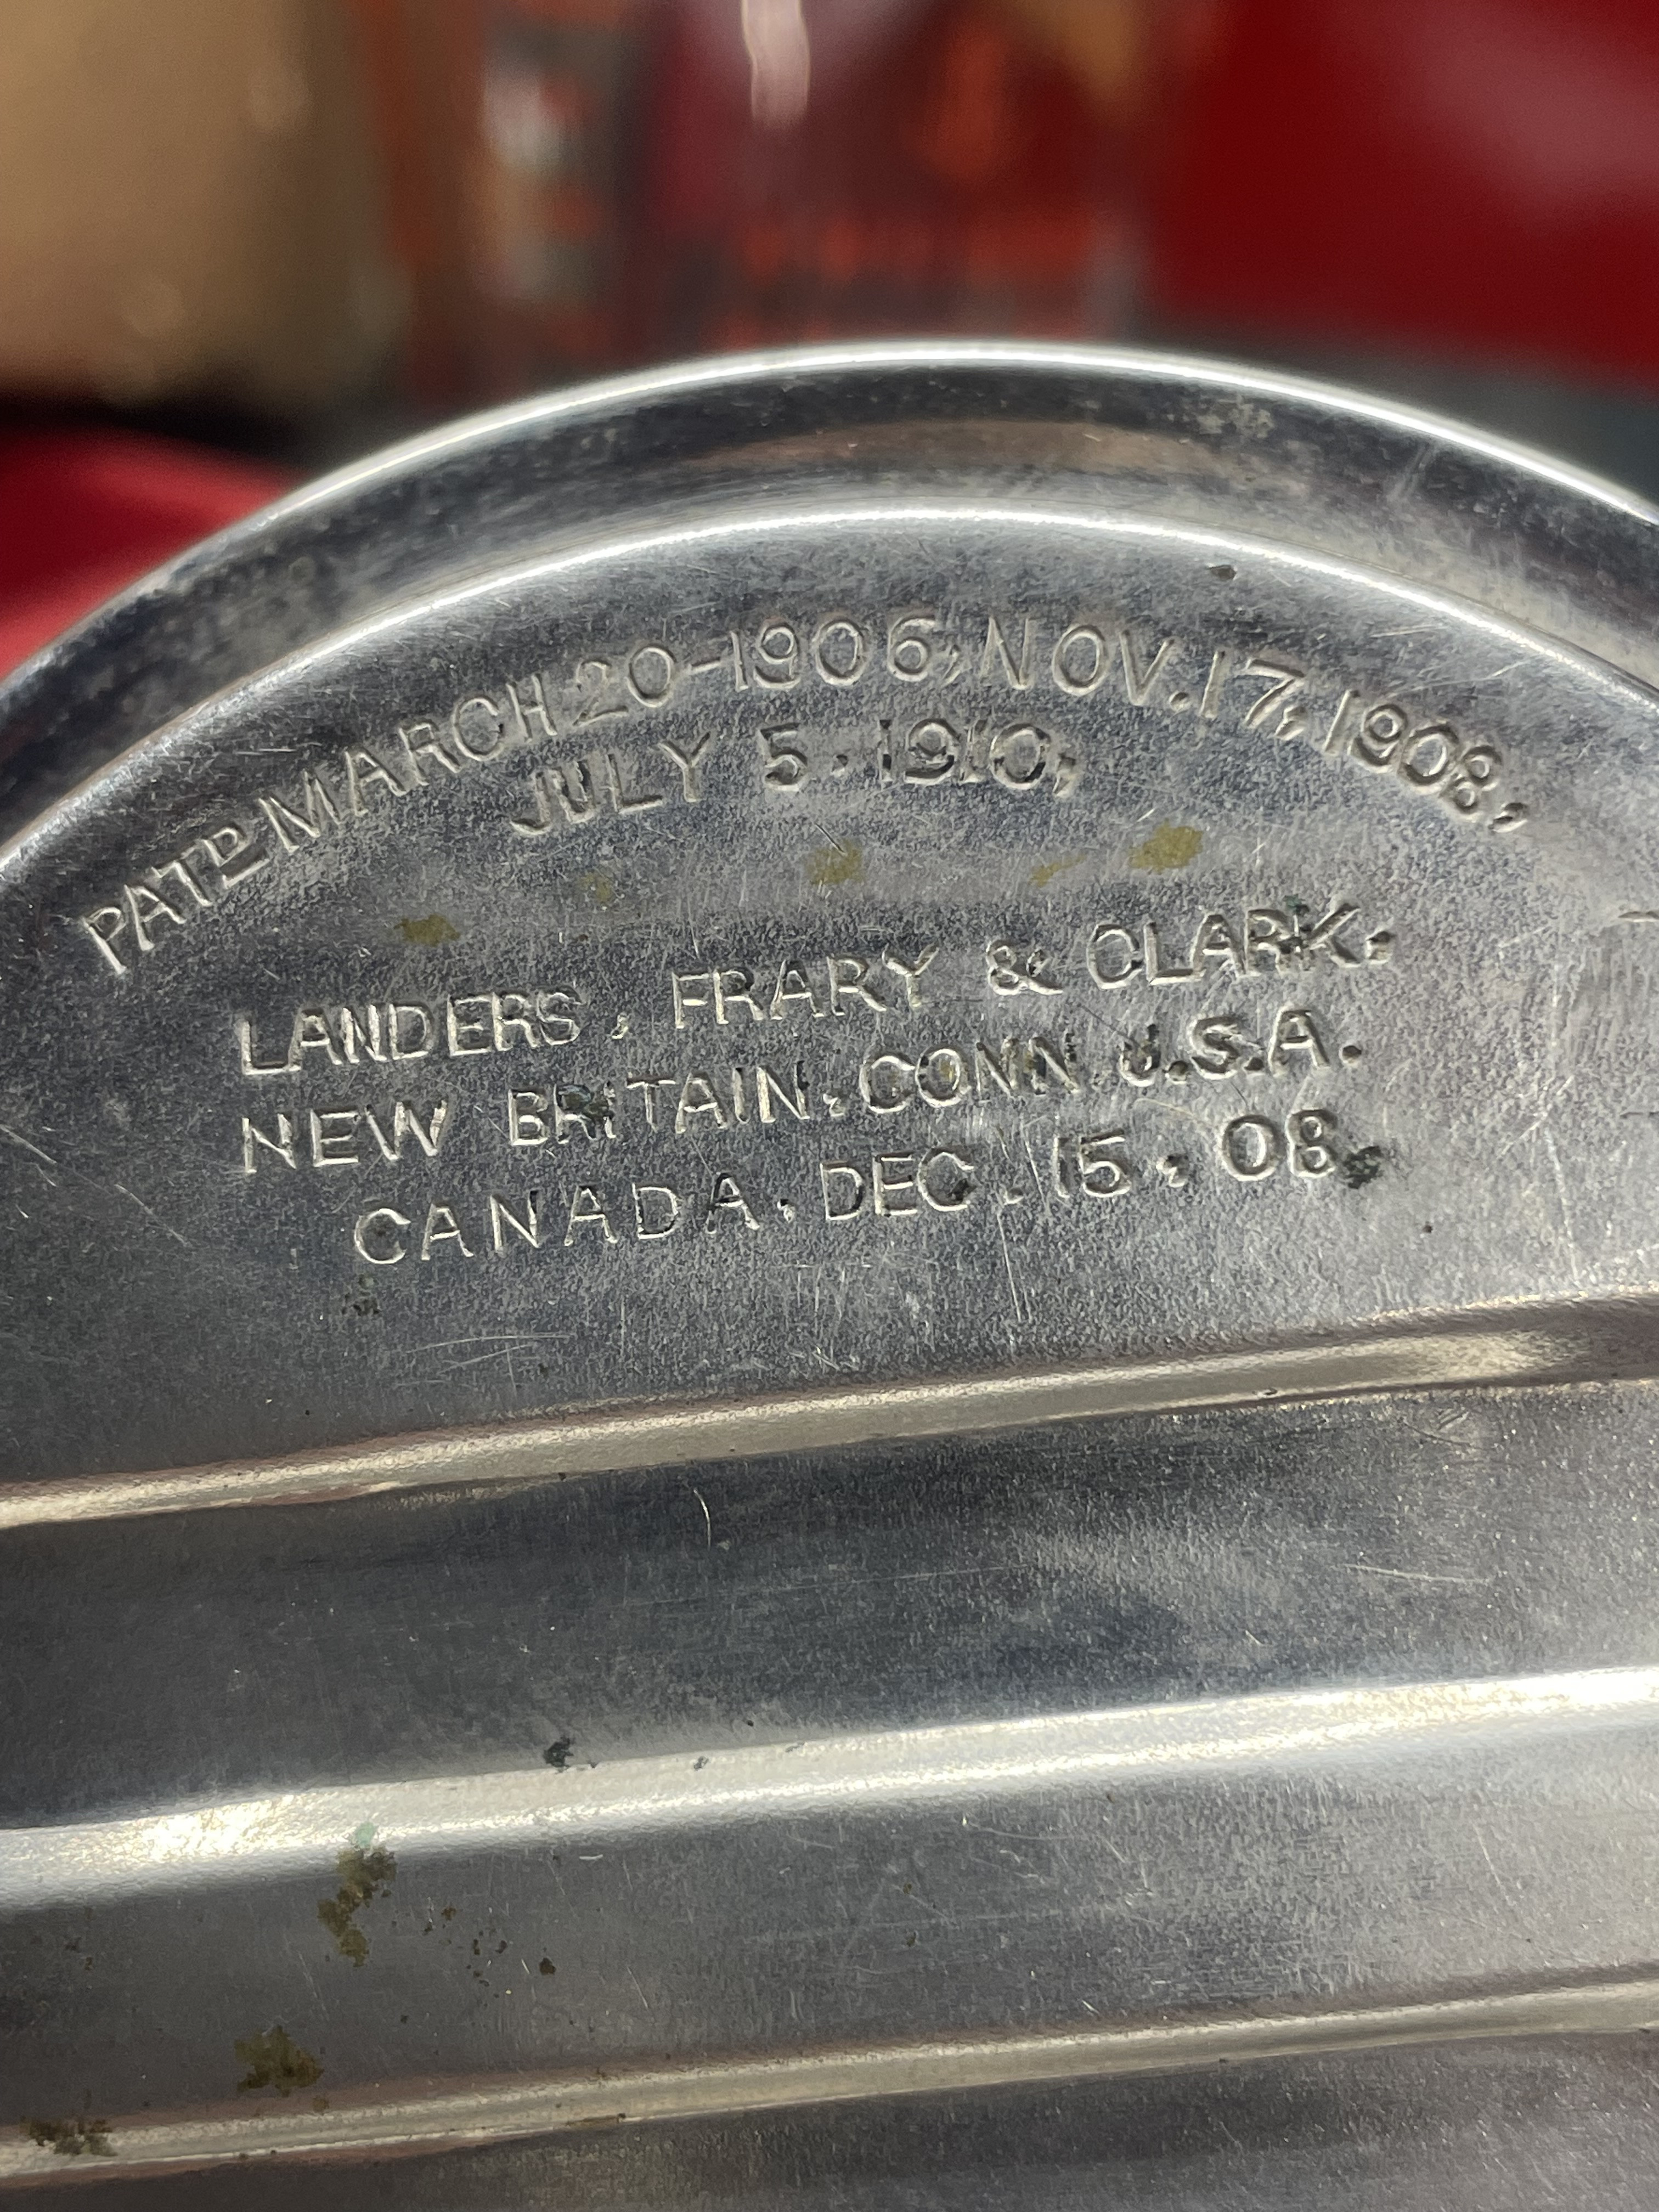 PATD MARCH 20-1906, NOV. 17, 1908,
JULY 5. 1910,
LANDERS, FRARY & CLARK.
NEW BRITAIN, CONN U.S.A.
CANADA, DEC. 15, 08.